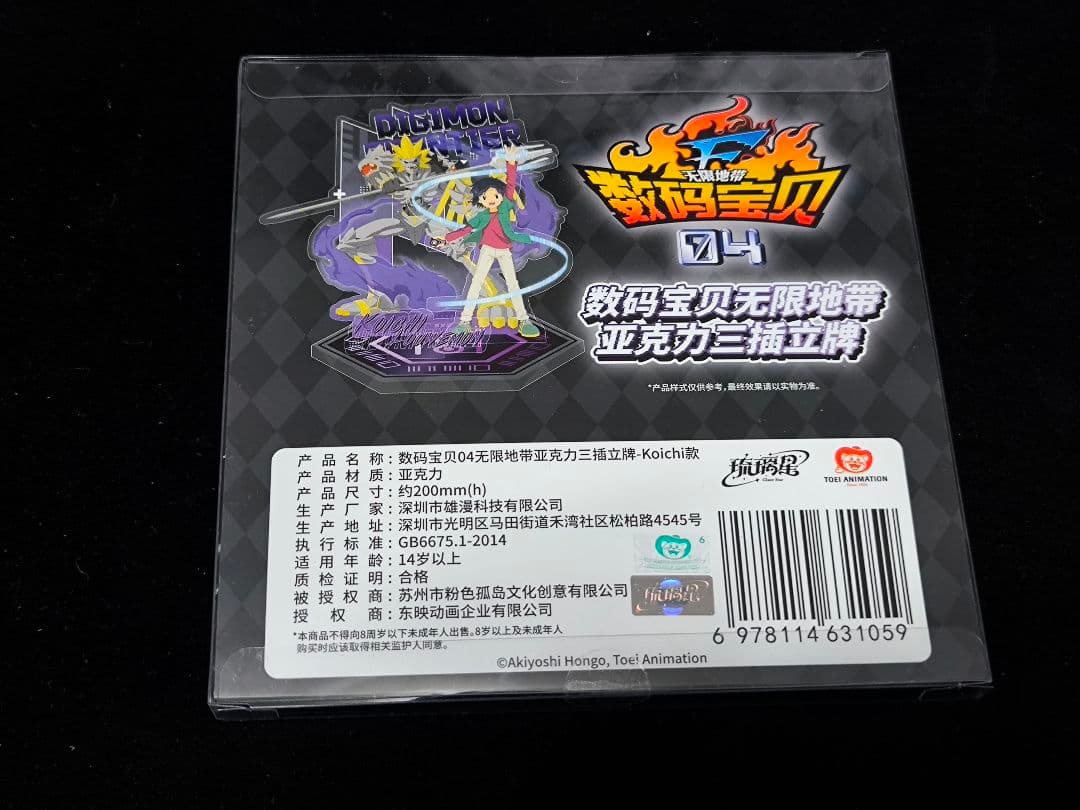 DIGIMON
FRONTIER
无限地带
数码宝贝
04
数码宝贝无限地带
亚克力三插立牌
*产品样式仅供参考,最终效果请以实物为准。
产品名称:数码宝贝04无限地带亚克力三插立牌-Koichi款
产品材质:亚克力
产品尺寸:约200mm(h)
生产厂家:深圳市雄漫科技有限公司
生产地址:深圳市光明区马田街道禾湾社区松柏路4545号
执行标准:GB6675.1-2014
适用年龄:14岁以上
质检证明:合格
被授权商:苏州市粉色孤岛文化创意有限公司
授权商:东映动画企业有限公司
*本商品不得向8周岁以下未成年人出售。8岁以上及未成年人
购买时应该取得相关监护人同意。
琉璃星
Glaze Star
TOEI ANIMATION
Since 1956
6
琉璃星
6 978114 631059
©Akiyoshi Hongo, Toei Animation